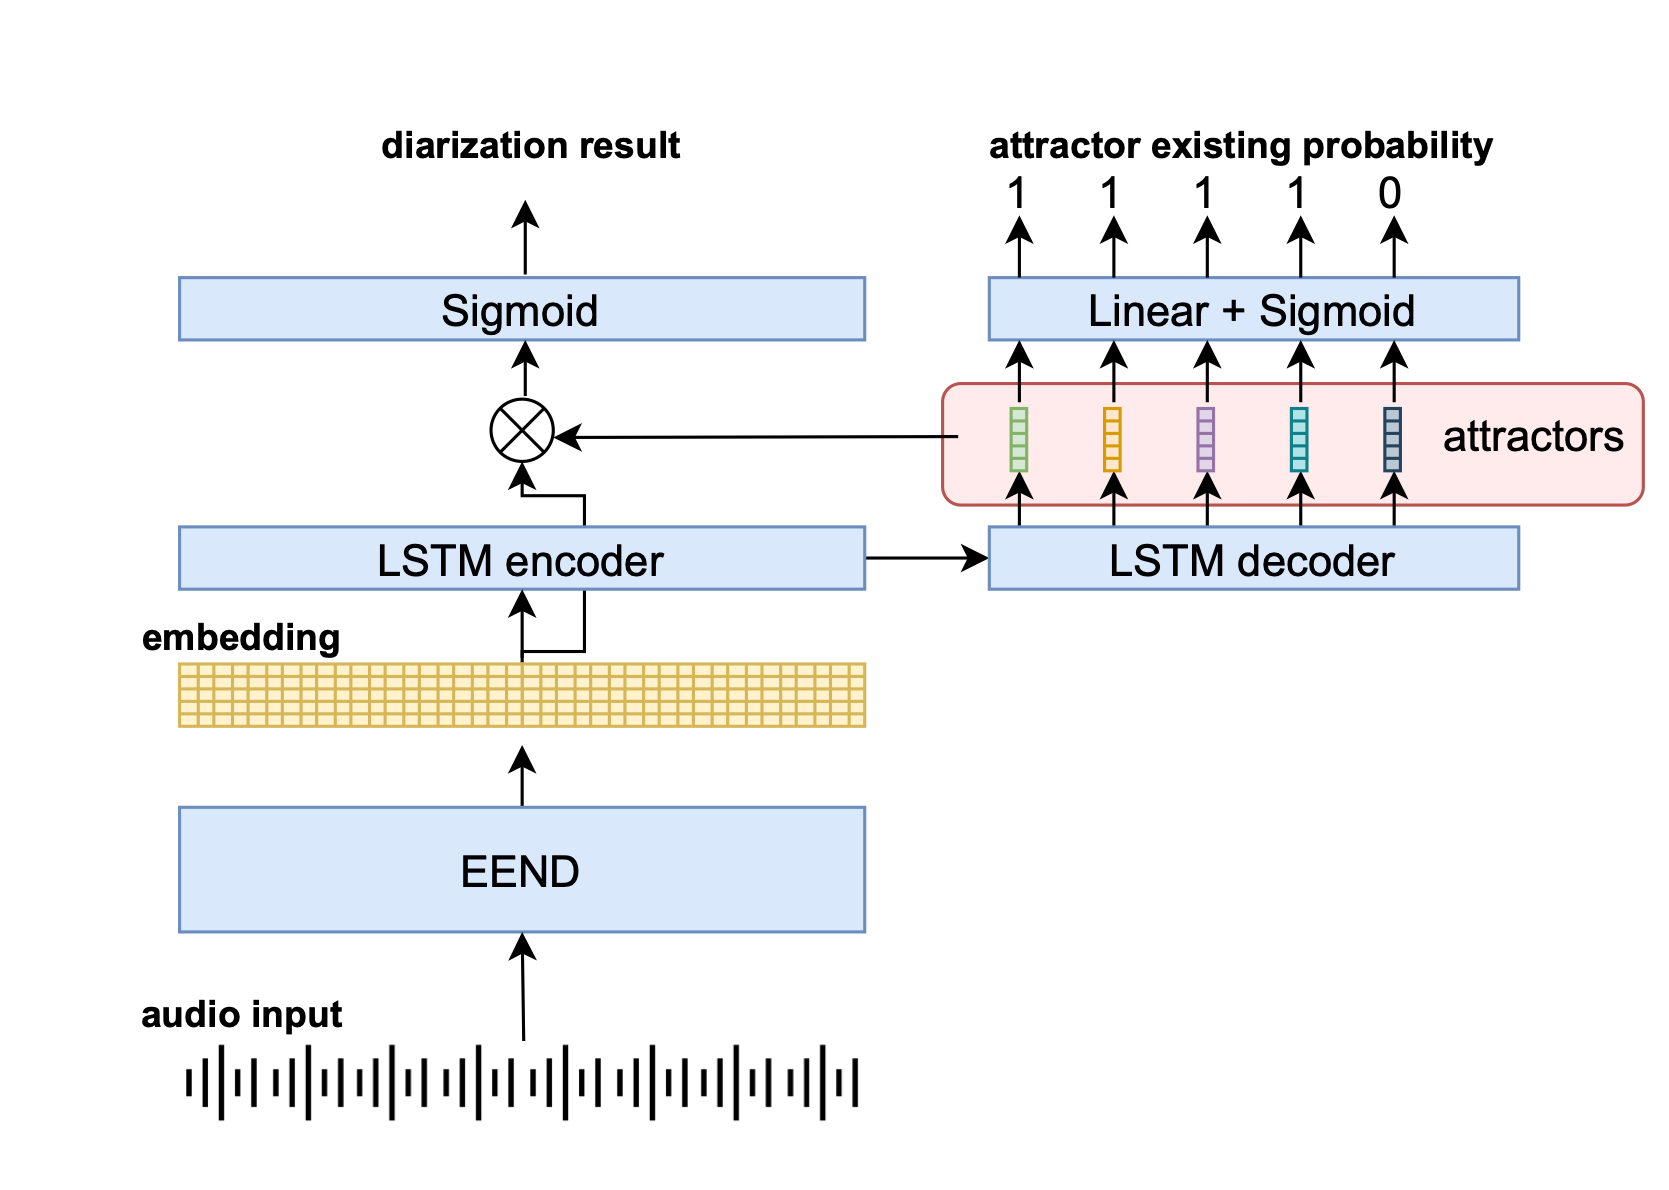 diarization result
attractor existing probability
1 1 1 1 0
Sigmoid
Linear + Sigmoid
attractors
LSTM encoder
LSTM decoder
embedding
EEND
audio input